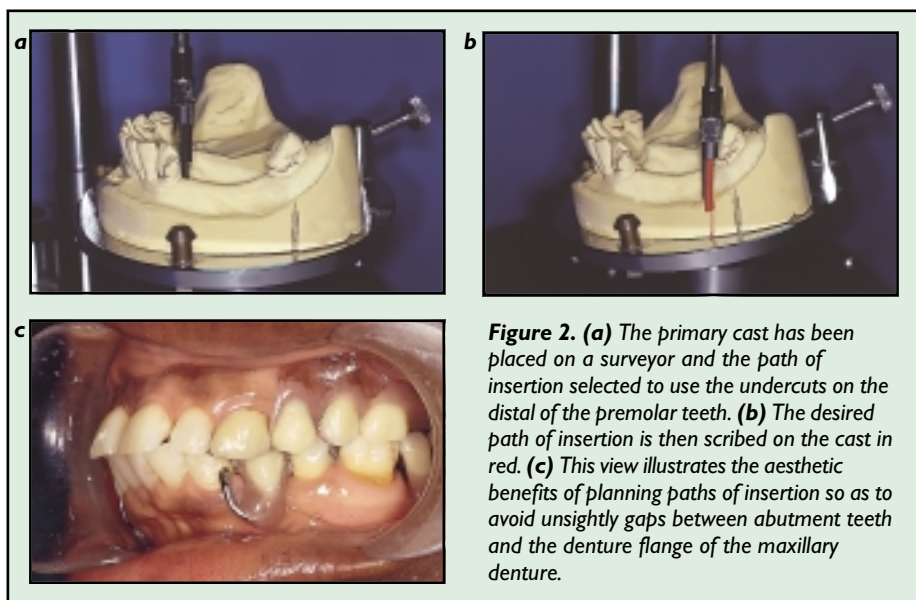 a
b
c
Figure 2. (a) The primary cast has been
placed on a surveyor and the path of
insertion selected to use the undercuts on the
distal of the premolar teeth. (b) The desired
path of insertion is then scribed on the cast in
red. (c) This view illustrates the aesthetic
benefits of planning paths of insertion so as to
avoid unsightly gaps between abutment teeth
and the denture flange of the maxillary
denture.